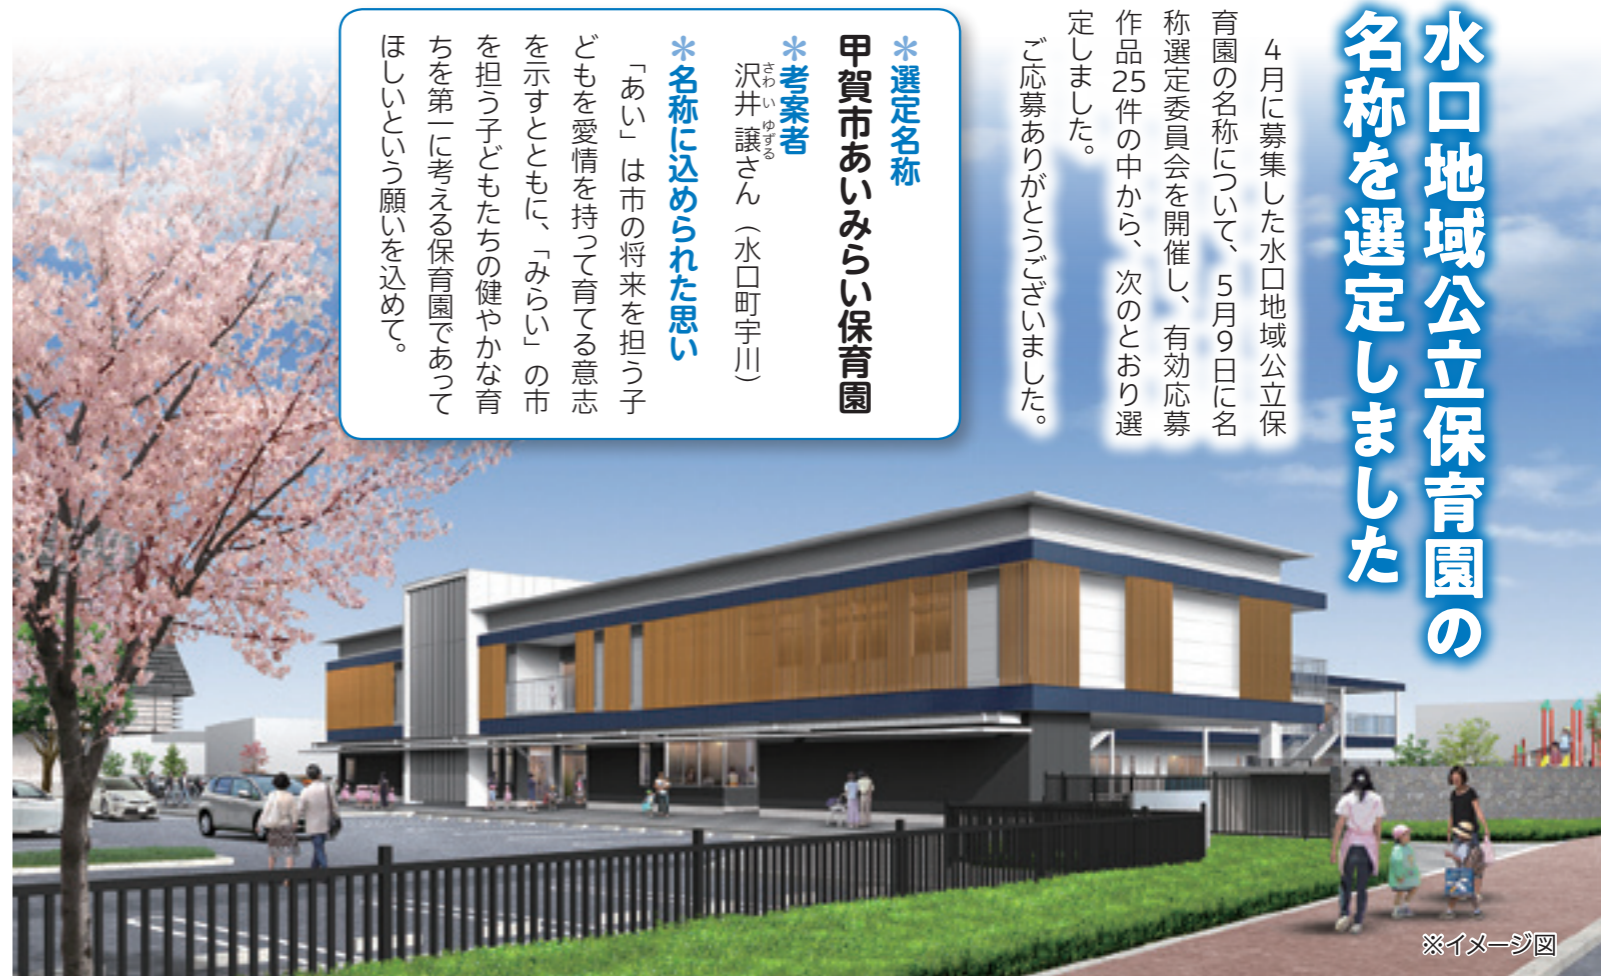 水口地域公立保育園の
名称を選定しました
４月に募集した水口地域公立保
育園の名称について、５月９日に名
称選定委員会を開催し、有効応募
作品25件の中から、次のとおり選
定しました。
ご応募ありがとうございました。
＊選定名称
甲賀市あいみらい保育園
＊考案者
沢井 譲さん（水口町宇川）
さわ い ゆずる
＊名称に込められた思い
「あい」は市の将来を担う子
どもを愛情を持って育てる意志
を示すとともに、「みらい」の市
を担う子どもたちの健やかな育
ちを第一に考える保育園であって
ほしいという願いを込めて。
※イメージ図